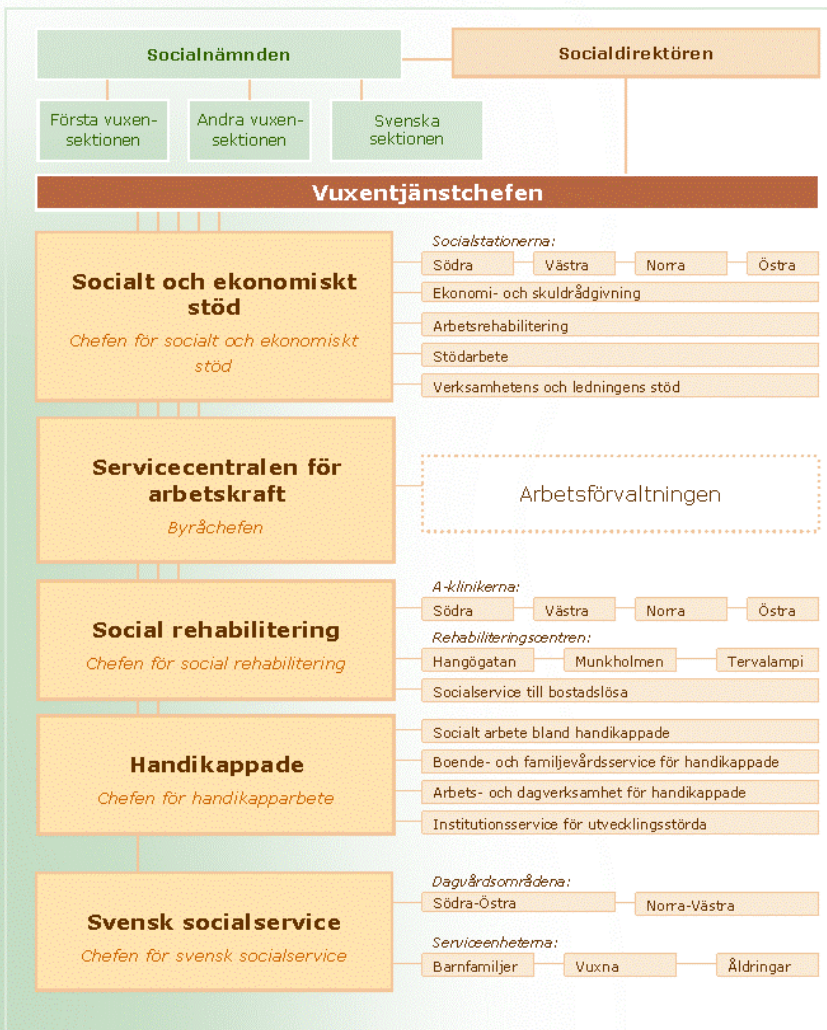 Socialnämnden
Socialdirektören
Första vuxen-
sektionen
Andra vuxen-
sektionen
Svenska
sektionen
Vuxentjänstchefen
Socialt och ekonomiskt
stöd
Chefen för socialt och ekonomiskt
stöd
Socialstationerna:
Södra
Västra
Norra
Östra
Ekonomi- och skuldrådgivning
Arbetsrehabilitering
Stödarbete
Verksamhetens och ledningens stöd
Servicecentralen för
arbetskraft
Byråchefen
Arbetsförvaltningen
Social rehabilitering
Chefen för social rehabilitering
A-klinikerna:
Södra
Västra
Norra
Östra
Rehabiliteringscentren:
Hangögatan
Munkholmen
Tervalampi
Socialservice till bostadslösa
Handikappade
Chefen för handikapparbete
Socialt arbete bland handikappade
Boende- och familjevårdsservice för handikappade
Arbets- och dagverksamhet för handikappade
Institutionsservice för utvecklingsstörda
Svensk socialservice
Chefen för svensk socialservice
Dagvårdsområdena:
Södra-Östra
Norra-Västra
Serviceenheterna:
Barnfamiljer
Vuxna
Åldringar